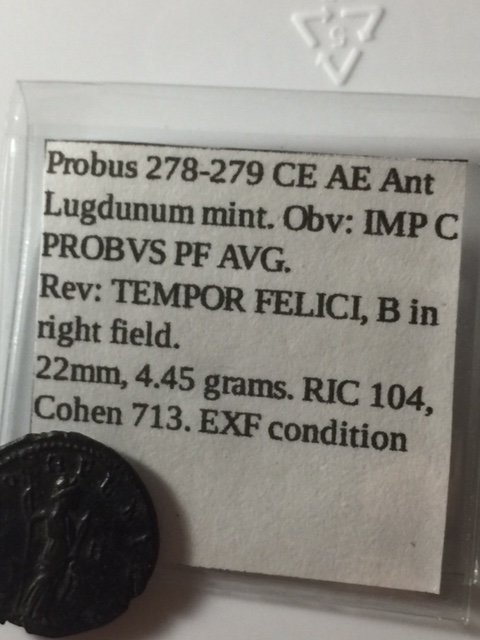 5
Probus 278-279 CE AE Ant
Lugdunum mint. Obv: IMP C
PROBVS PF AVG.
Rev: TEMPOR FELICI, B in
right field.
22mm, 4.45 grams. RIC 104,
Cohen 713. EXF condition